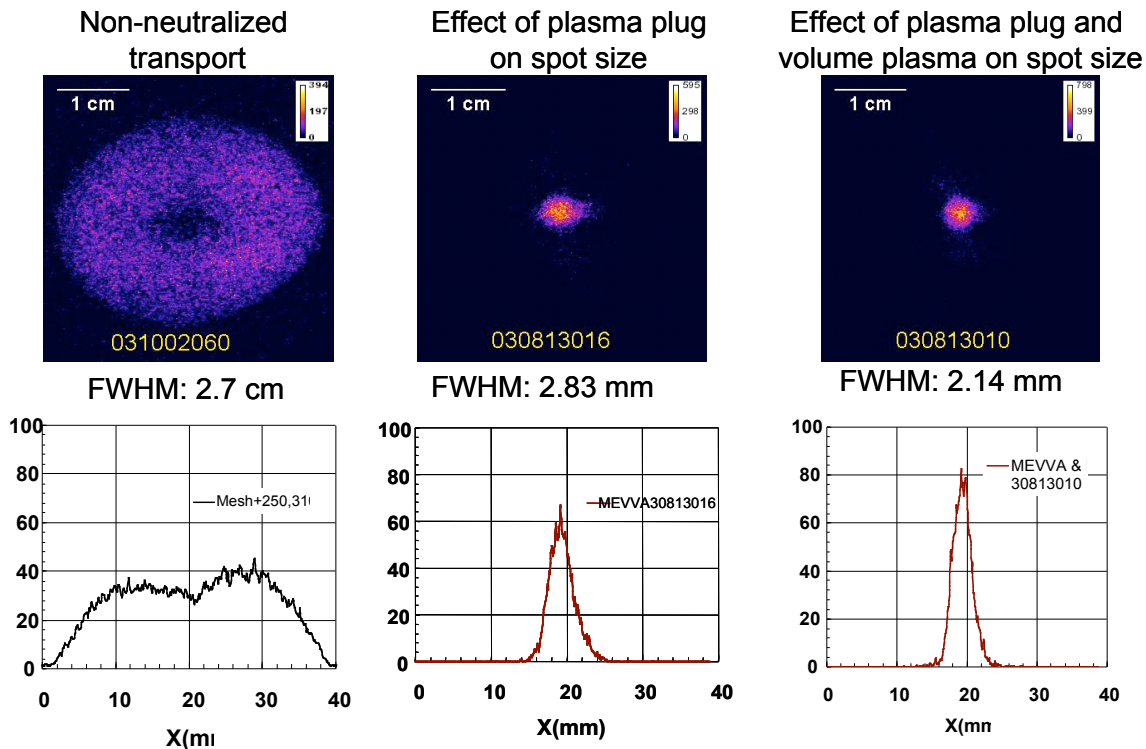 Non-neutralized
transport
Effect of plasma plug
on spot size
Effect of plasma plug and
volume plasma on spot size
1 cm
394
197
0
031002060
1 cm
595
298
0
030813016
1 cm
798
399
0
030813010
FWHM: 2.7 cm
FWHM: 2.83 mm
FWHM: 2.14 mm
100
80
60
40
20
0
Mesh+250,31(
0 10 20 30 40
X(mı
100
80
60
40
20
0
MEVVA30813016
0 10 20 30 40
X(mm)
100
80
60
40
20
0
MEVVA &
30813010
0 10 20 30 40
X(mr